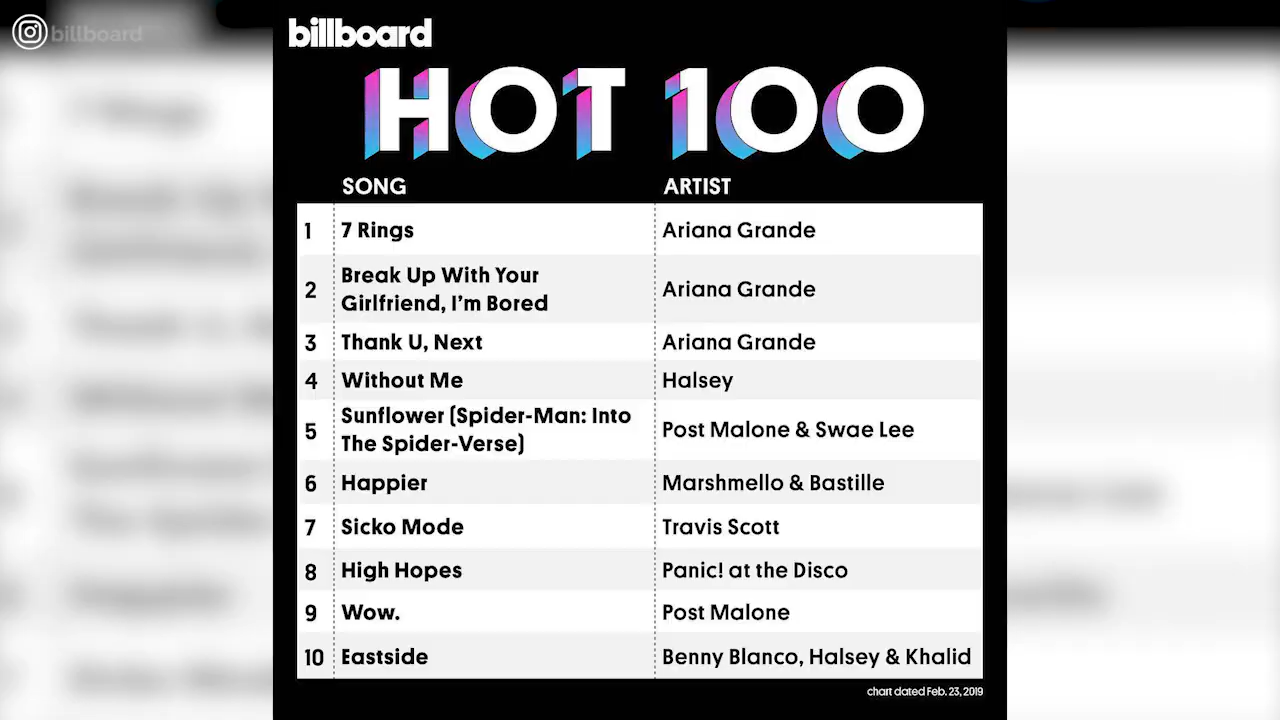 billboard
billboard
HOT 100
SONG ARTIST
1 7 Rings Ariana Grande
2 Break Up With Your
Girlfriend, I'm Bored Ariana Grande
3 Thank U, Next Ariana Grande
4 Without Me Halsey
5 Sunflower (Spider-Man: Into
The Spider-Verse) Post Malone & Swae Lee
6 Happier Marshmello & Bastille
7 Sicko Mode Travis Scott
8 High Hopes Panic! at the Disco
9 Wow. Post Malone
10 Eastside Benny Blanco, Halsey & Khalid
chart dated Feb. 23, 2019